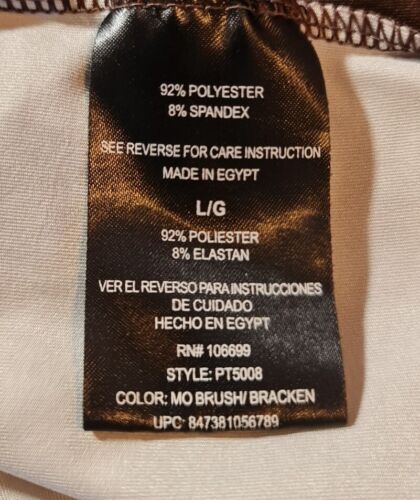 92% POLYESTER
8% SPANDEX
SEE REVERSE FOR CARE INSTRUCTION
MADE IN EGYPT
L/G
92% POLIESTER
8% ELASTAN
VER EL REVERSO PARA INSTRUCCIONES
DE CUIDADO
HECHO EN EGYPT
RN# 106699
STYLE: PT5008
COLOR: MO BRUSH/ BRACKEN
UPC: 847381056789